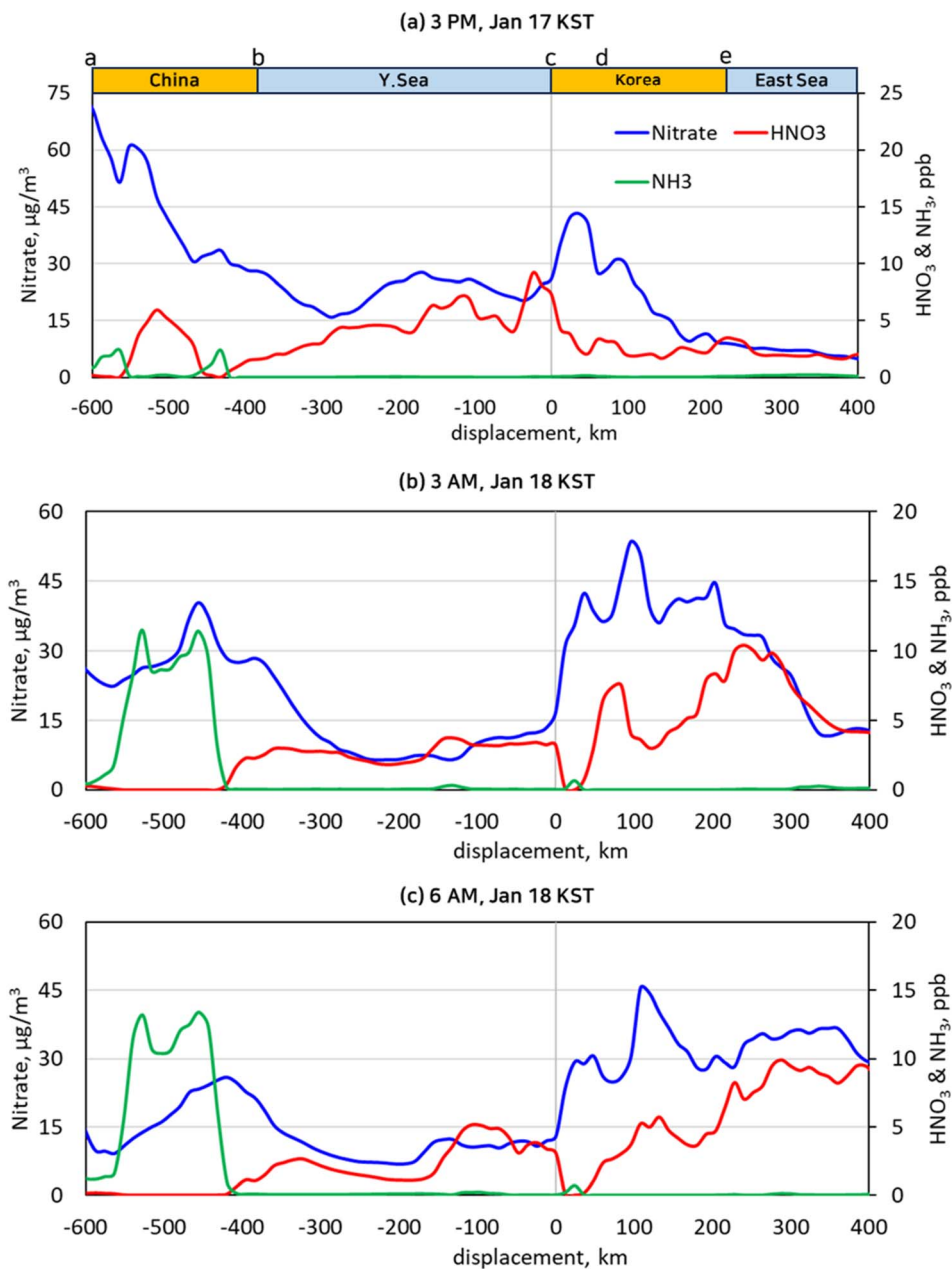 (a) 3 PM, Jan 17 KST
a b c d e
China Y.Sea Korea East Sea
75 25
Nitrate HNO3
NH3
60 20
45 15
30 10
15 5
0 0
Nitrate, µg/m³
HNO₃ & NH₃, ppb
-600 -500 -400 -300 -200 -100 0 100 200 300 400
displacement, km
(b) 3 AM, Jan 18 KST
60 20
45 15
30 10
15 5
0 0
Nitrate, µg/m³
HNO₃ & NH₃, ppb
-600 -500 -400 -300 -200 -100 0 100 200 300 400
displacement, km
(c) 6 AM, Jan 18 KST
60 20
45 15
30 10
15 5
0 0
Nitrate, µg/m³
HNO₃ & NH₃, ppb
-600 -500 -400 -300 -200 -100 0 100 200 300 400
displacement, km